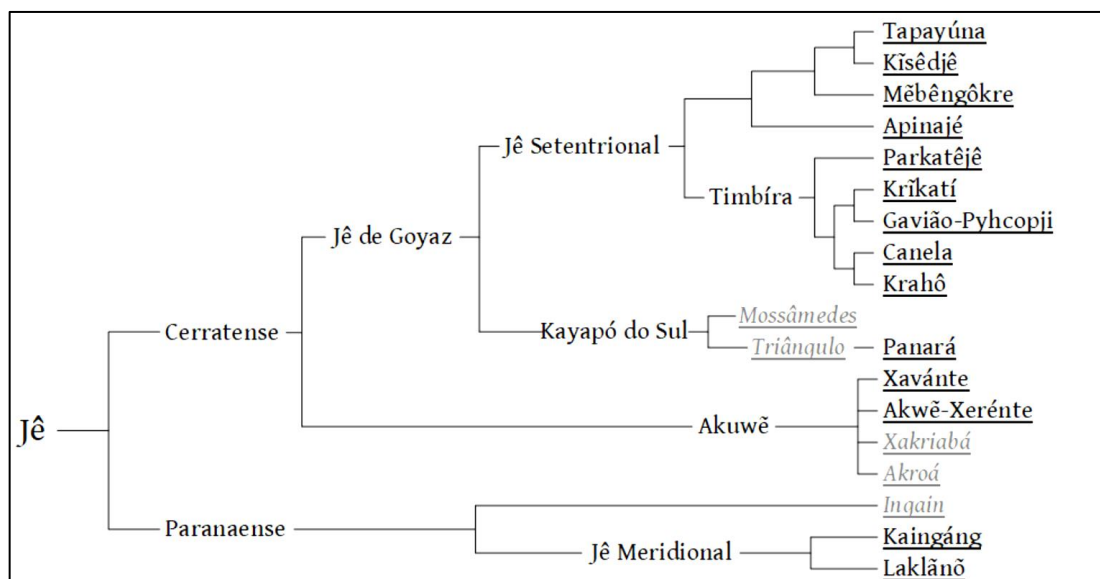 Tapayúna
Kĩsêdjê
Mẽbêngôkre
Apinajé
Jê Setentrional
Parkatêjê
Timbíra
Krĩkatí
Gavião-Pyhcopji
Canela
Krahô
Jê de Goyaz
Mossâmedes
Kayapó do Sul
Triângulo
Panará
Cerratense
Xavánte
Akwẽ-Xerénte
Jê
Akuwẽ
Xakriabá
Akroá
Ingain
Paranaense
Kaingáng
Jê Meridional
Laklãnõ